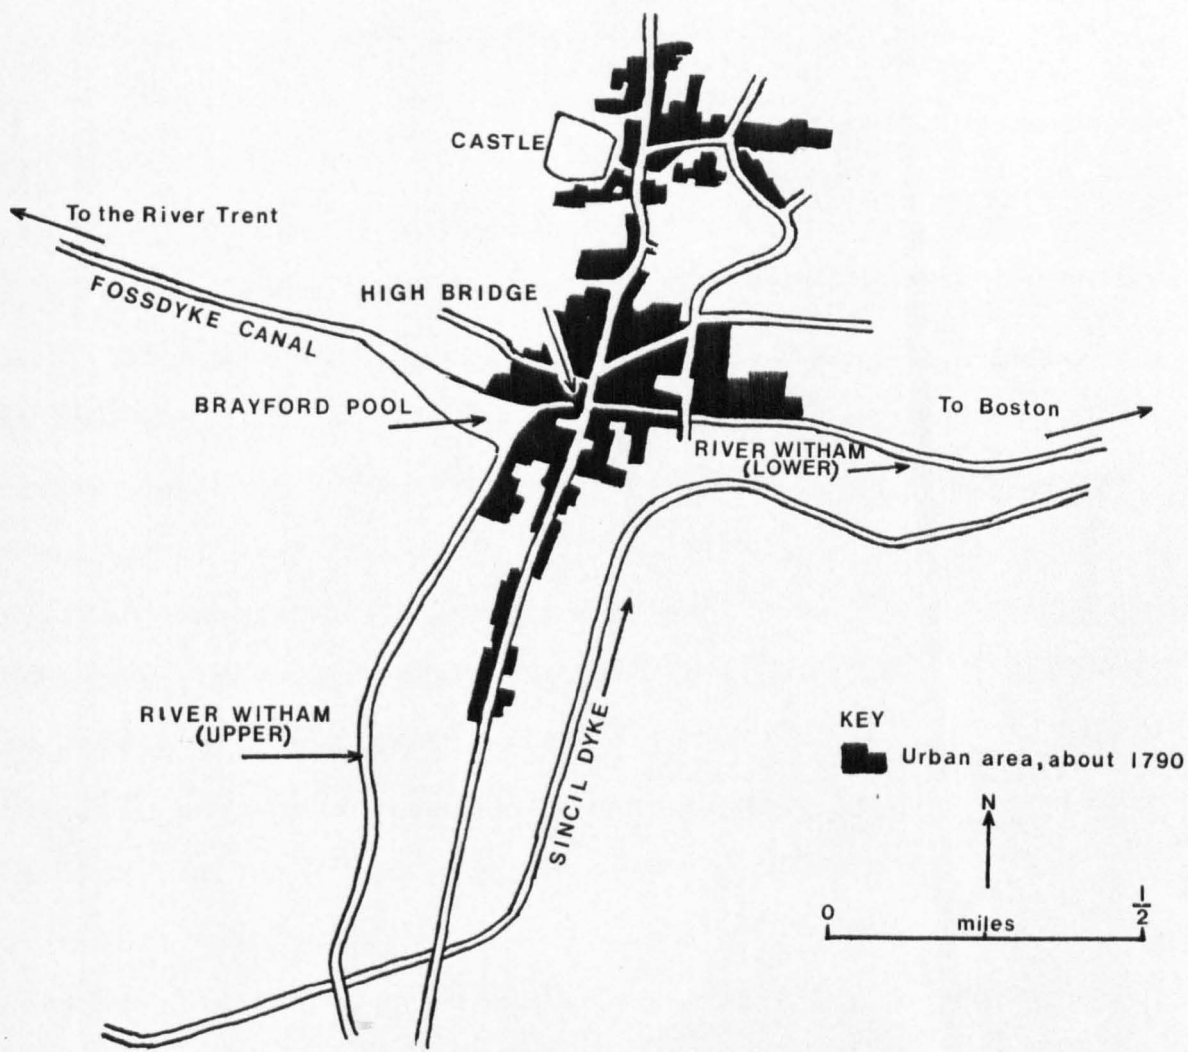 CASTLE
To the River Trent
FOSSDYKE CANAL
HIGH BRIDGE
BRAYFORD POOL
To Boston
RIVER WITHAM
(LOWER)
RIVER WITHAM
(UPPER)
SINCIL DYKE
KEY
Urban area, about 1790
N
0
1/2
miles